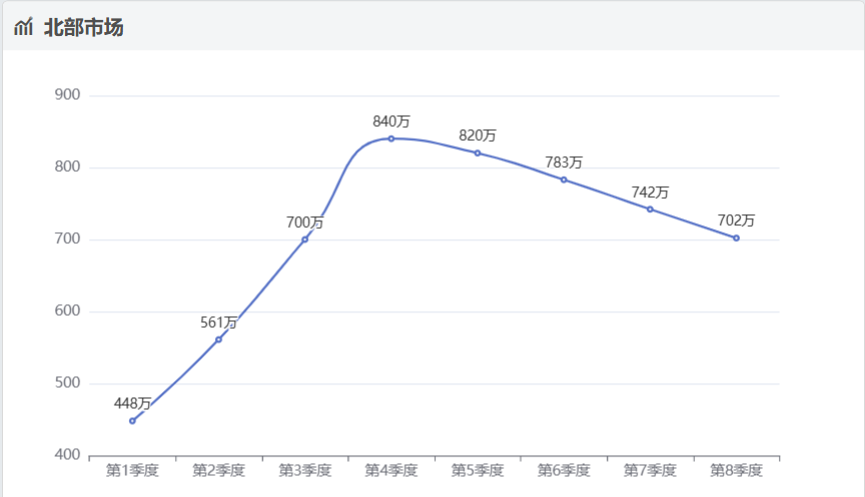 北部市场
900
800
700
600
500
400
448万
561万
700万
840万
820万
783万
742万
702万
第1季度 第2季度 第3季度 第4季度 第5季度 第6季度 第7季度 第8季度